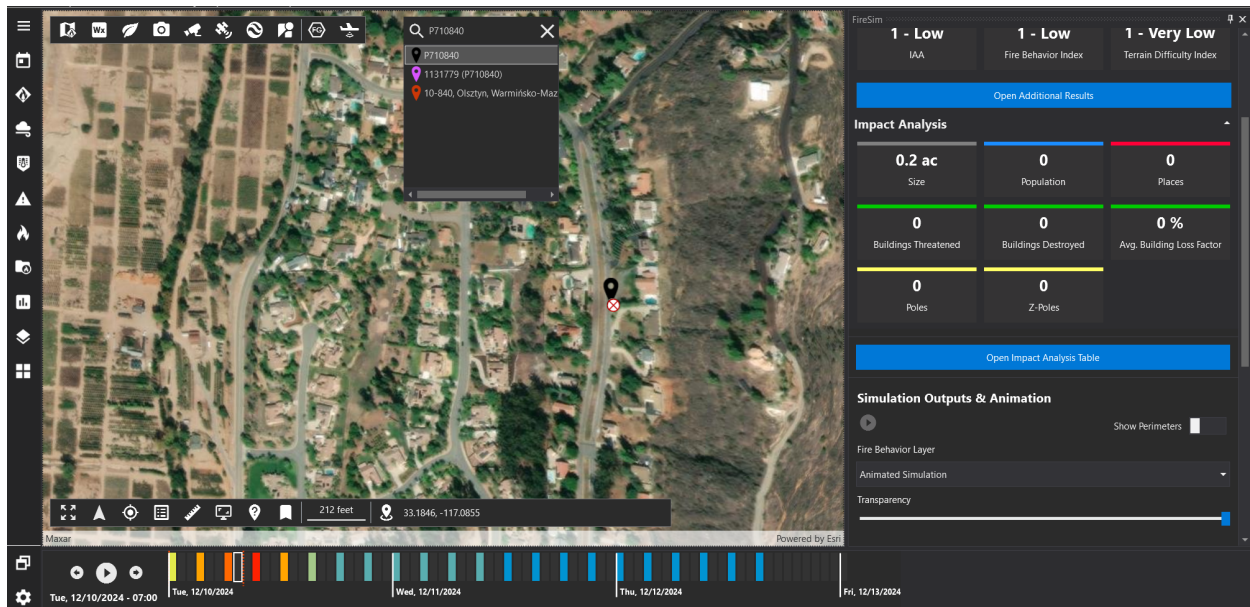 Wx
FG
P710840
P710840
1131779 (P710840)
10-840, Olsztyn, Warmińsko-Maz
FireSim
1 - Low
1 - Low
1 - Very Low
IAA
Fire Behavior Index
Terrain Difficulty Index
Open Additional Results
Impact Analysis
0.2 ac
0
0
Size
Population
Places
0
0
0 %
Buildings Threatened
Buildings Destroyed
Avg. Building Loss Factor
0
0
Poles
Z-Poles
Open Impact Analysis Table
Simulation Outputs & Animation
Show Perimeters
Fire Behavior Layer
Animated Simulation
Transparency
212 feet
33.1846, -117.0855
Maxar
Powered by Esri
Tue, 12/10/2024 - 07:00
Tue, 12/10/2024
Wed, 12/11/2024
Thu, 12/12/2024
Fri, 12/13/2024